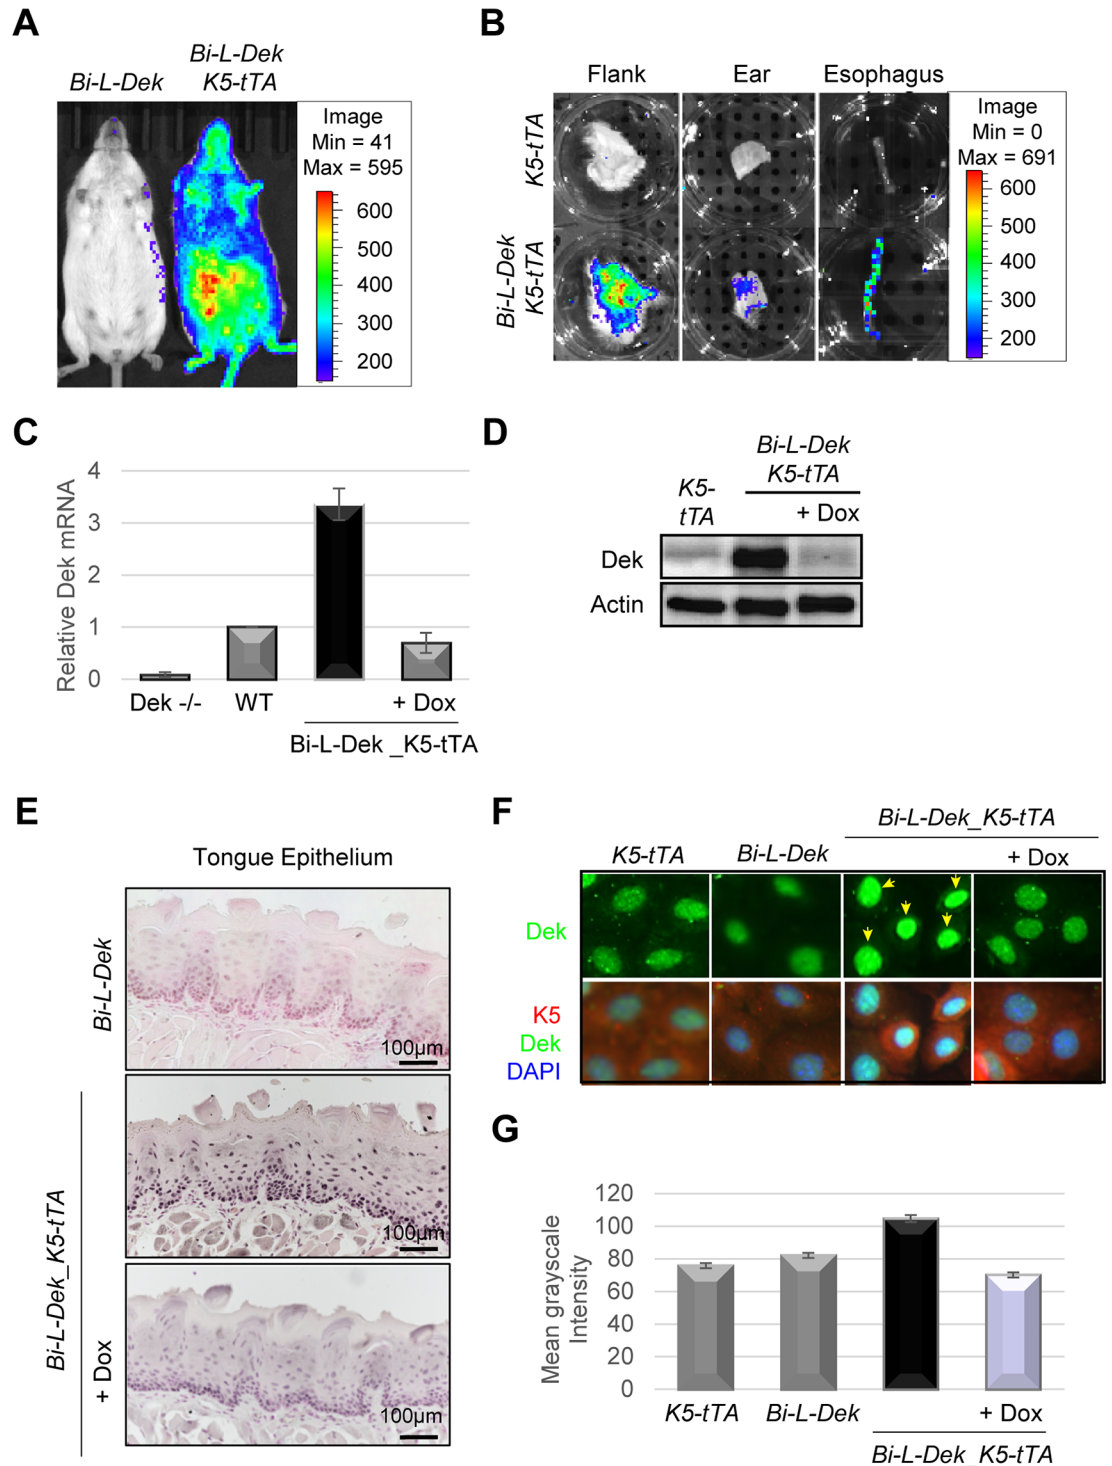 A
Bi-L-Dek
Bi-L-Dek
K5-tTA
Image
Min = 41
Max = 595
600
500
400
300
200
B
Flank
Ear
Esophagus
K5-tTA
Bi-L-Dek
K5-tTA
Image
Min = 0
Max = 691
600
500
400
300
200
C
Relative Dek mRNA
4
3
2
1
0
Dek -/-
WT
+ Dox
Bi-L-Dek _K5-tTA
D
K5-
tTA
Bi-L-Dek
K5-tTA
+ Dox
Dek
Actin
E
Tongue Epithelium
Bi-L-Dek
100µm
Bi-L-Dek_K5-tTA
100µm
+ Dox
100µm
F
Bi-L-Dek_K5-tTA
K5-tTA
Bi-L-Dek
+ Dox
Dek
K5
Dek
DAPI
G
Mean grayscale
Intensity
120
100
80
60
40
20
0
K5-tTA
Bi-L-Dek
+ Dox
Bi-L-Dek_K5-tTA